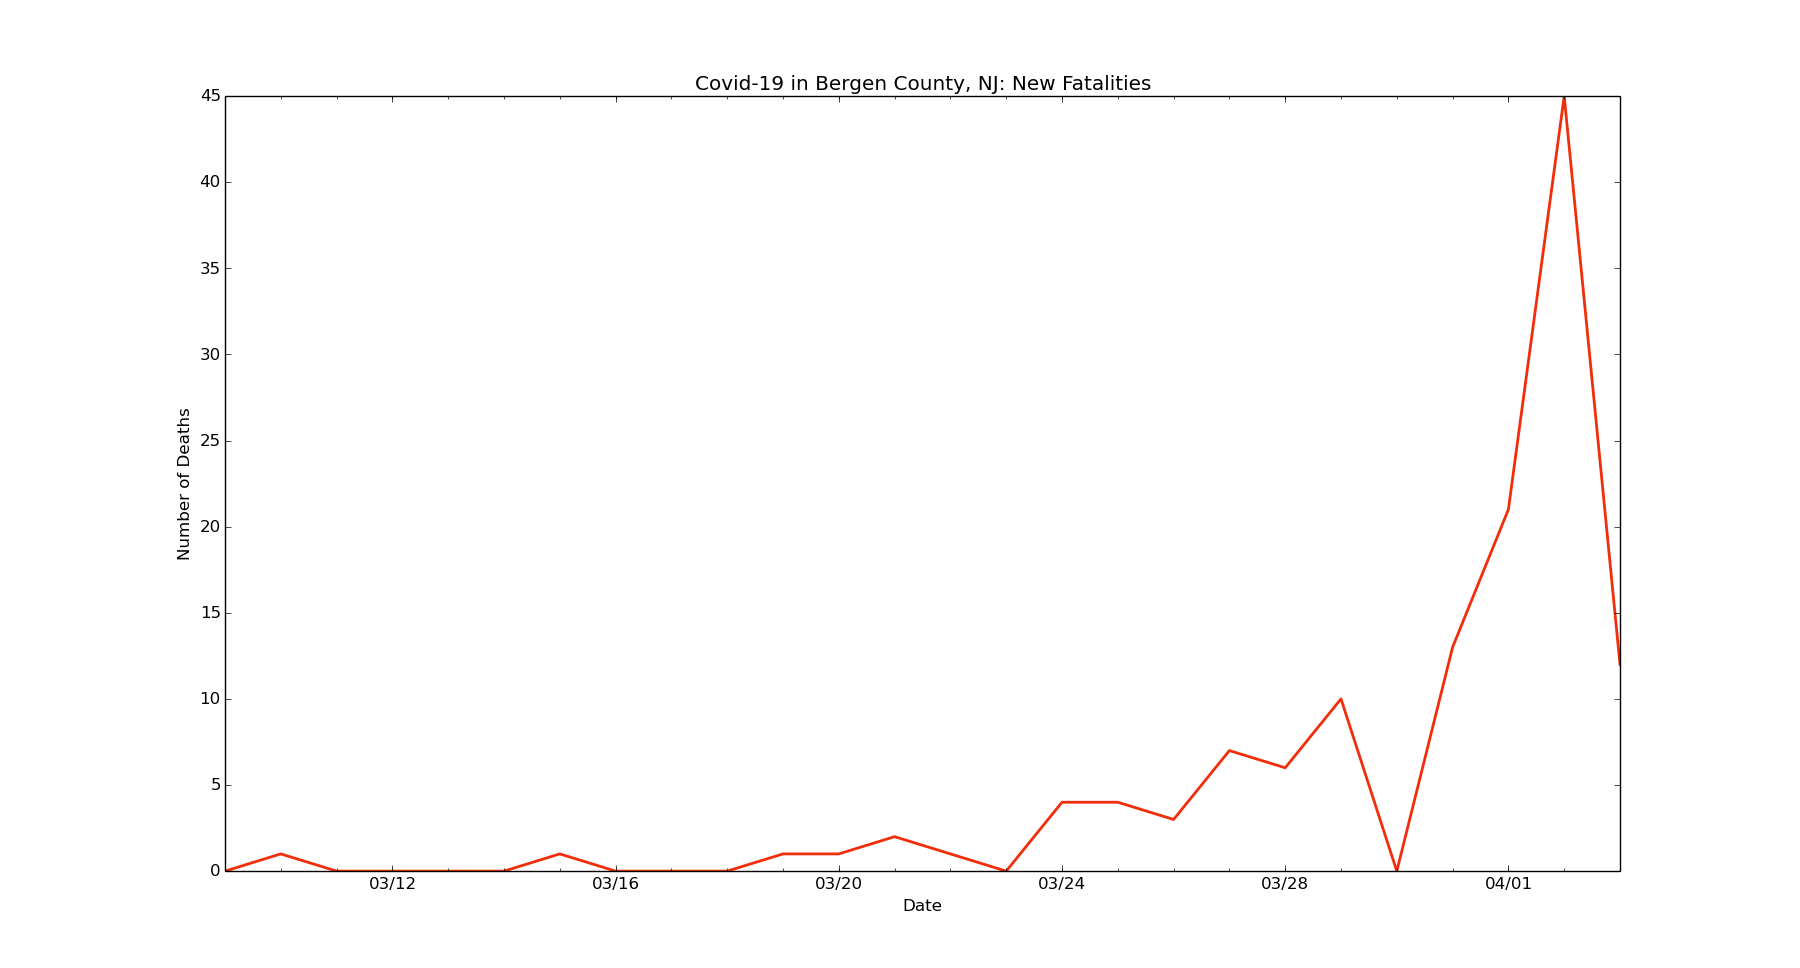 Covid-19 in Bergen County, NJ: New Fatalities
45
40
35
30
25
20
15
10
5
0
Number of Deaths
03/12 03/16 03/20 03/24 03/28 04/01
Date